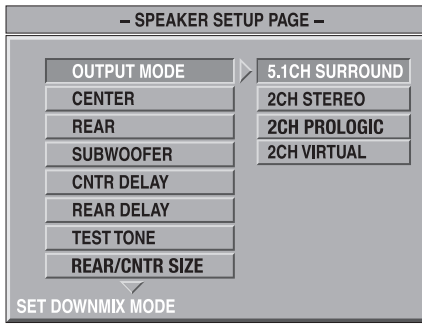 – SPEAKER SETUP PAGE –
OUTPUT MODE
CENTER
REAR
SUBWOOFER
CNTR DELAY
REAR DELAY
TEST TONE
REAR/CNTR SIZE
5.1CH SURROUND
2CH STEREO
2CH PROLOGIC
2CH VIRTUAL
SET DOWNMIX MODE